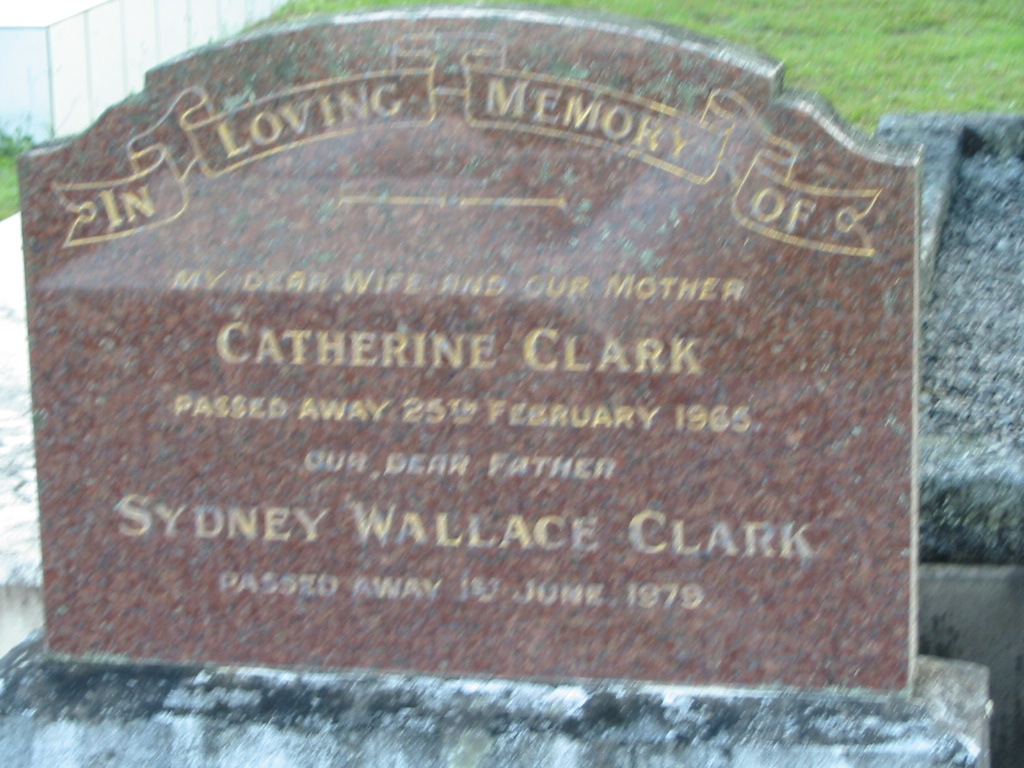 IN LOVING MEMORY OF
MY DEAR WIFE AND OUR MOTHER
CATHERINE CLARK
PASSED AWAY 25TH FEBRUARY 1965.
OUR DEAR FATHER
SYDNEY WALLACE CLARK
PASSED AWAY 1ST JUNE 1979